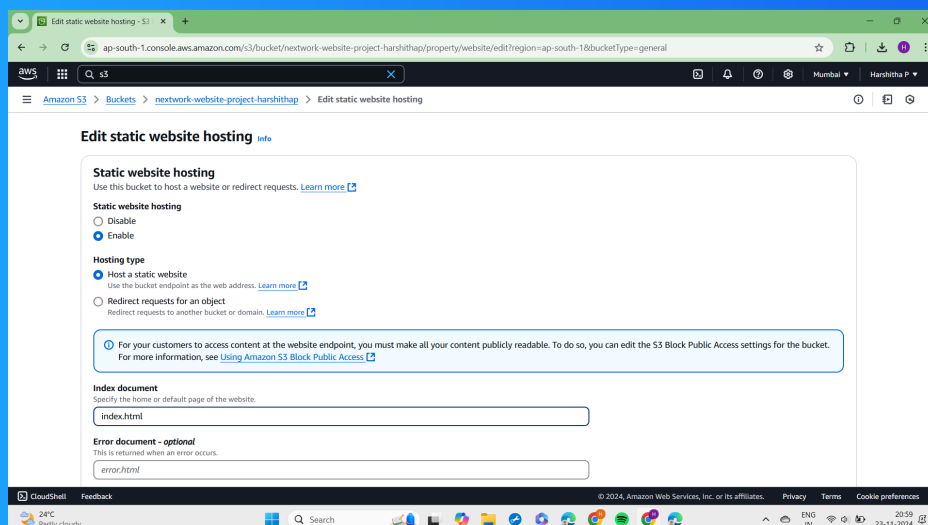 Edit static website hosting - S3
ap-south-1.console.aws.amazon.com/s3/bucket/nextwork-website-project-harshithap/property/website/edit?region=ap-south-1&bucketType=general
H
aws
s3
Mumbai
Harshitha P
Amazon S3 > Buckets > nextwork-website-project-harshithap > Edit static website hosting
Edit static website hosting Info
Static website hosting
Use this bucket to host a website or redirect requests. Learn more
Static website hosting
Disable
Enable
Hosting type
Host a static website
Use the bucket endpoint as the web address. Learn more
Redirect requests for an object
Redirect requests to another bucket or domain. Learn more
For your customers to access content at the website endpoint, you must make all your content publicly readable. To do so, you can edit the S3 Block Public Access settings for the bucket.
For more information, see Using Amazon S3 Block Public Access
Index document
Specify the home or default page of the website.
index.html
Error document - optional
This is returned when an error occurs.
error.html
CloudShell Feedback © 2024, Amazon Web Services, Inc. or its affiliates. Privacy Terms Cookie preferences
24°C
Partly cloudy
Search
ENG
IN
20:59
23-11-2024